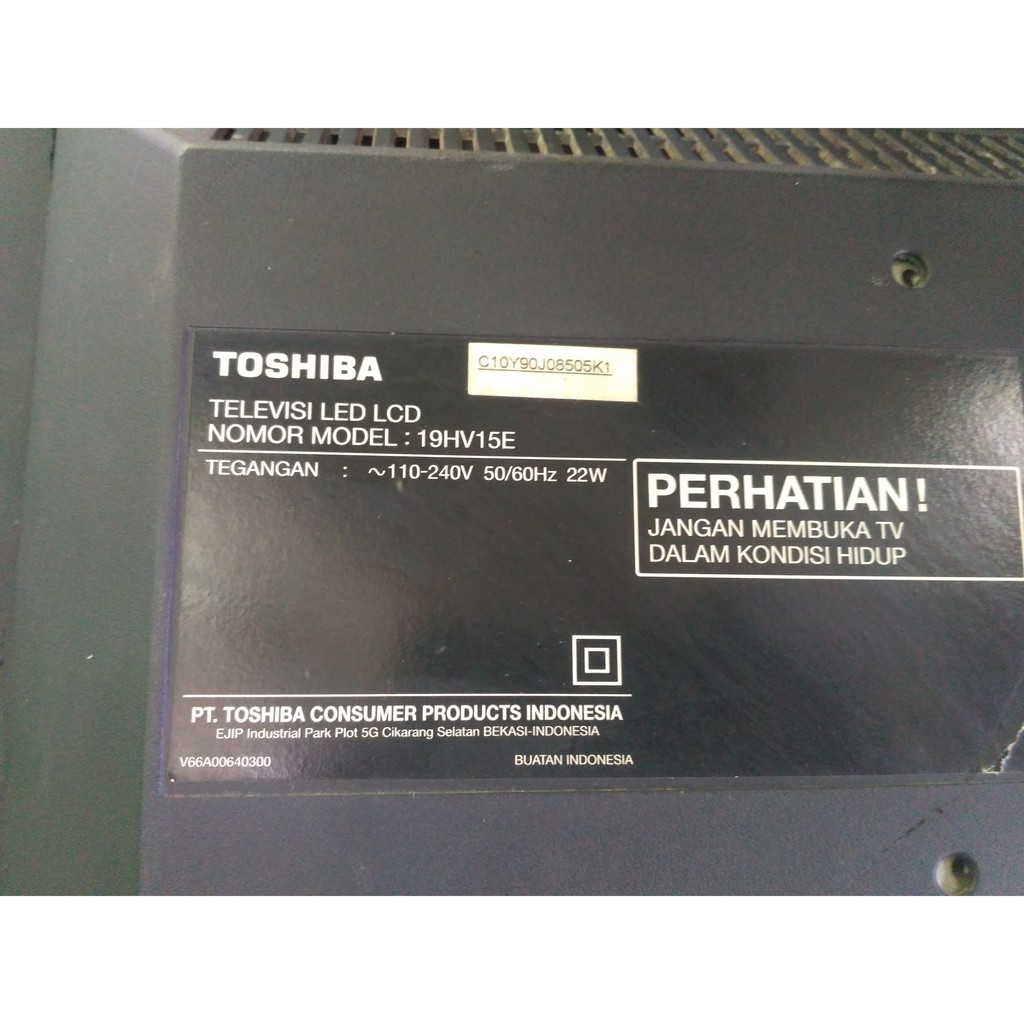 TOSHIBA
C10Y90J08505K1
TELEVISI LED LCD
NOMOR MODEL : 19HV15E
TEGANGAN : ~110-240V 50/60Hz 22W
PERHATIAN!
JANGAN MEMBUKA TV
DALAM KONDISI HIDUP
PT. TOSHIBA CONSUMER PRODUCTS INDONESIA
EJIP Industrial Park Plot 5G Cikarang Selatan BEKASI-INDONESIA
V66A00640300
BUATAN INDONESIA